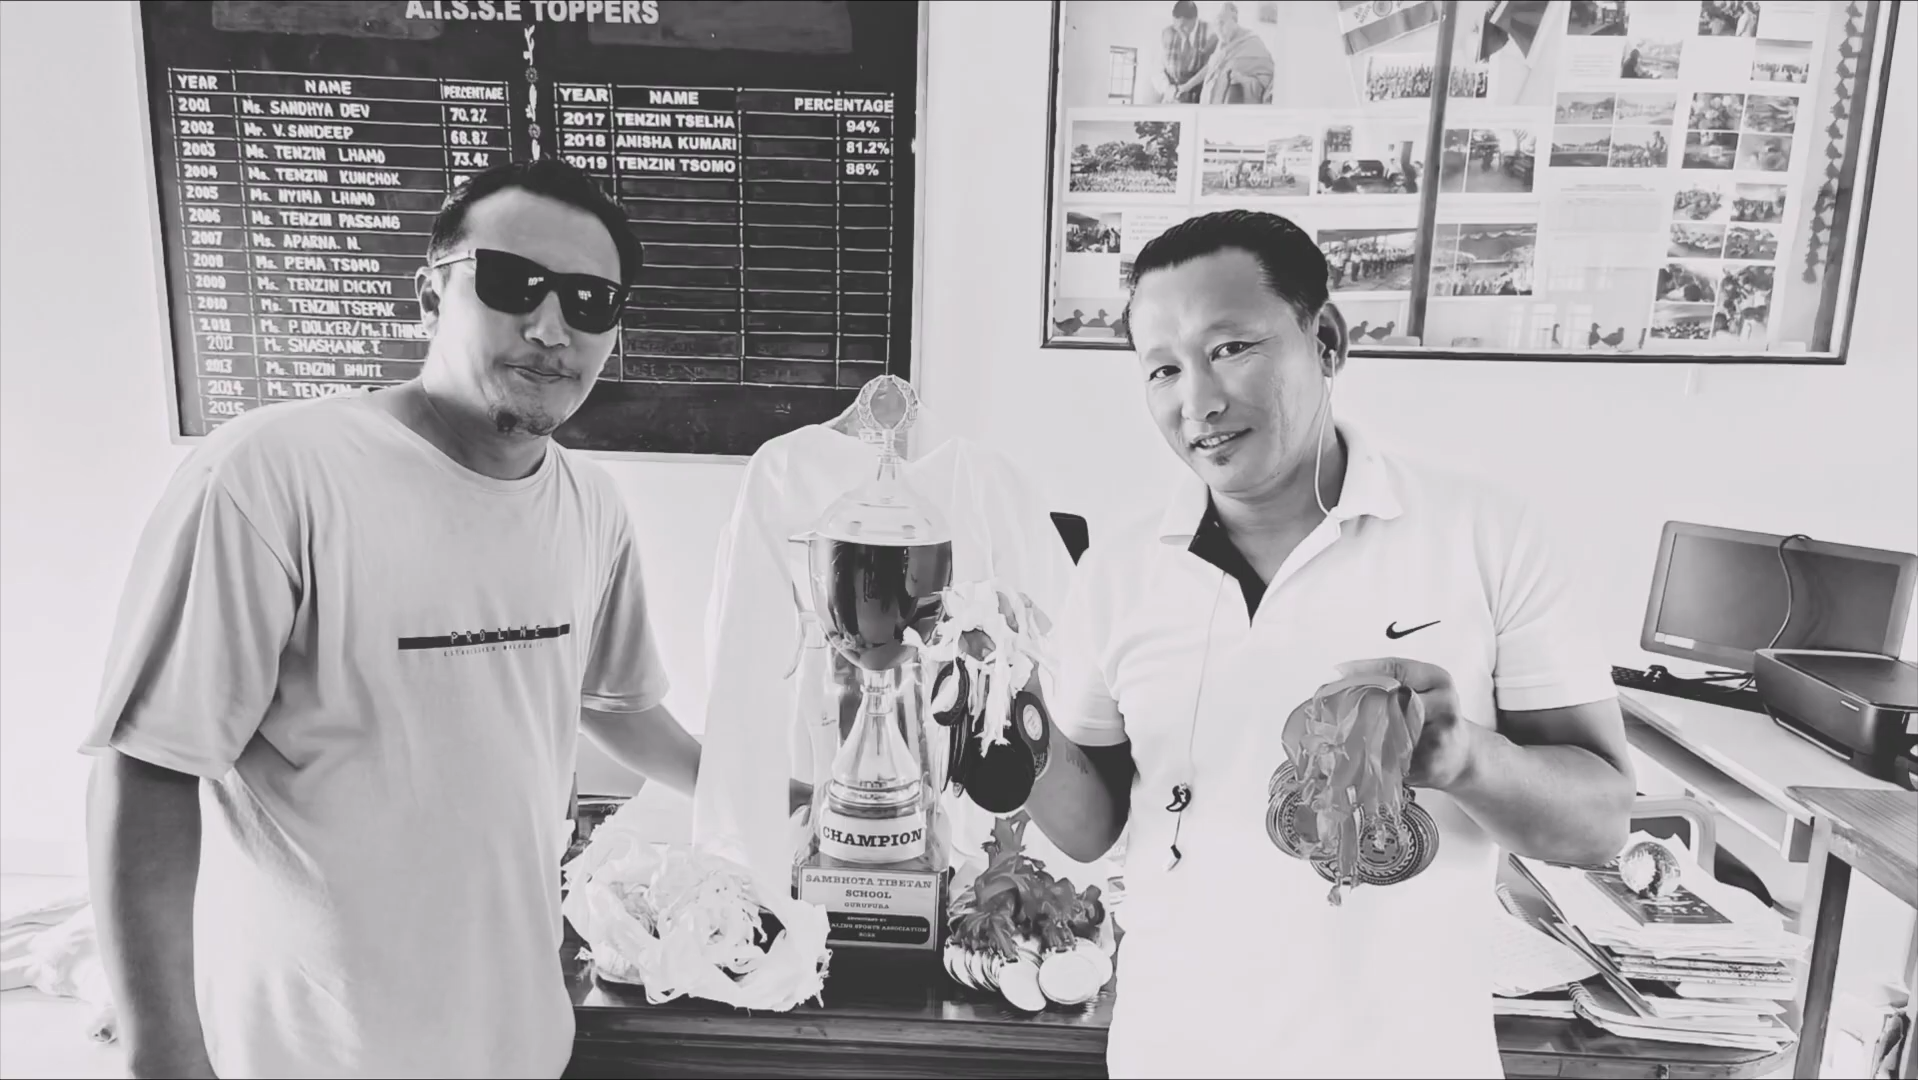 A.I.S.S.E TOPPERS
YEAR NAME PERCENTAGE
2001 Ms. SANDHYA DEV 70.2%
2002 Mr. V. SANDEEP 68.8%
2003 Ms. TENZIN LHAMO 73.4%
2004 Ms. TENZIN KUNCHOK
2005 Ms. NYIMA LHAMO
2006 Ms. TENZIN PASSANG
2007 Ms. APARNA. N.
2008 Ms. PEMA TSOMO
2009 Ms. TENZIN DICKYI
2010 TENZIN TSEPAK
2011 P. DOLKER/
2012 SHASHANK. T.
2013 TENZIN BHUTI
2014 TENZIN
2015
YEAR NAME PERCENTAGE
2017 TENZIN TSELHA 94%
2018 ANISHA KUMARI 81.2%
2019 TENZIN TSOMO 86%
PROLINE
CHAMPION
SAMBHOTA TIBETAN
SCHOOL
GURUPURA
SPORTS ASSOCIATION